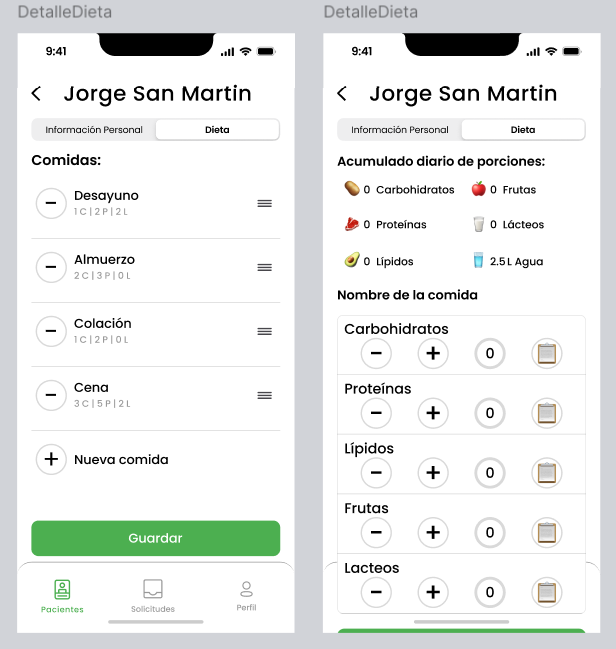 DetalleDieta
9:41
Jorge San Martin
Información Personal
Dieta
Comidas:
Desayuno
1 C | 2 P | 2 L
Almuerzo
2 C | 3 P | 0 L
Colación
1 C | 2 P | 0 L
Cena
3 C | 5 P | 2 L
Nueva comida
Guardar
Pacientes
Solicitudes
Perfil
DetalleDieta
9:41
Jorge San Martin
Información Personal
Dieta
Acumulado diario de porciones:
0 Carbohidratos
0 Frutas
0 Proteínas
0 Lácteos
0 Lípidos
2.5 L Agua
Nombre de la comida
Carbohidratos
0
Proteínas
0
Lípidos
0
Frutas
0
Lacteos
0